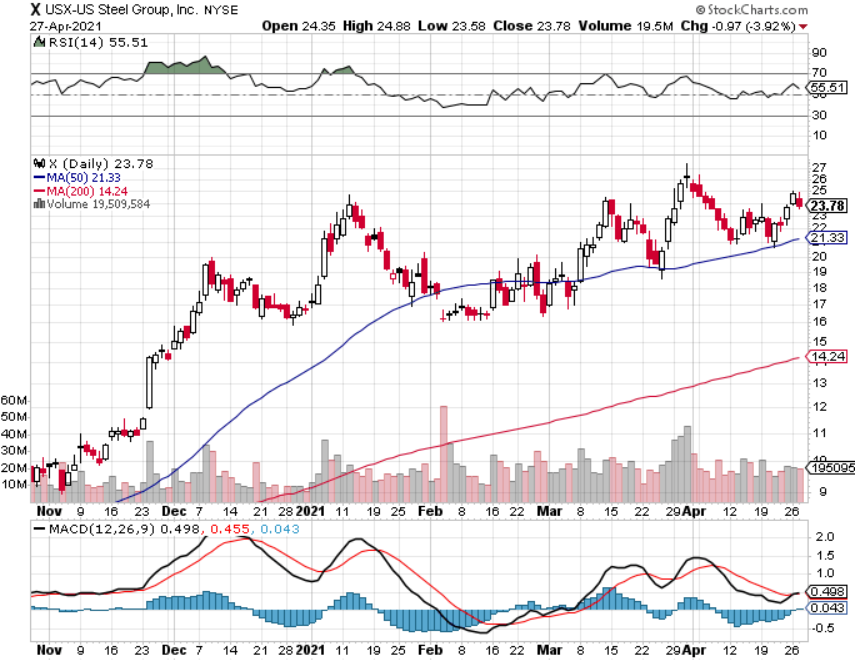 X USX-US Steel Group, Inc. NYSE
© StockCharts.com
27-Apr-2021
Open 24.35 High 24.88 Low 23.58 Close 23.78 Volume 19.5M Chg -0.97 (-3.92%)
RSI(14) 55.51
90
70
55.51
50
30
10
X (Daily) 23.78
MA(50) 21.33
MA(200) 14.24
Volume 19,509,584
27
26
25
23.78
23
22
21.33
20
19
18
17
16
15
14.24
13
12
11
10
9
60M
50M
40M
30M
20M
10M
195095
Nov 9 16 23 Dec 7 14 21 28 2021 11 19 25 Feb 8 16 22 Mar 8 15 22 29 Apr 12 19 26
MACD(12,26,9) 0.498, 0.455, 0.043
2.0
1.5
1.0
0.498
0.043
-0.5
Nov 9 16 23 Dec 7 14 21 28 2021 11 19 25 Feb 8 16 22 Mar 8 15 22 29 Apr 12 19 26